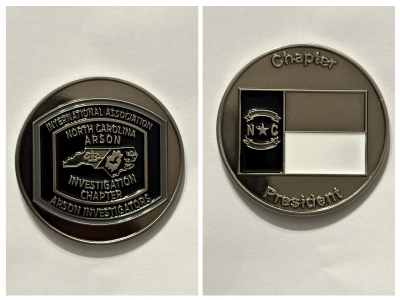 INTERNATIONAL ASSOCIATION
NORTH CAROLINA
ARSON
INVESTIGATION
CHAPTER
ARSON INVESTIGATORS
Chapter
N★C
President